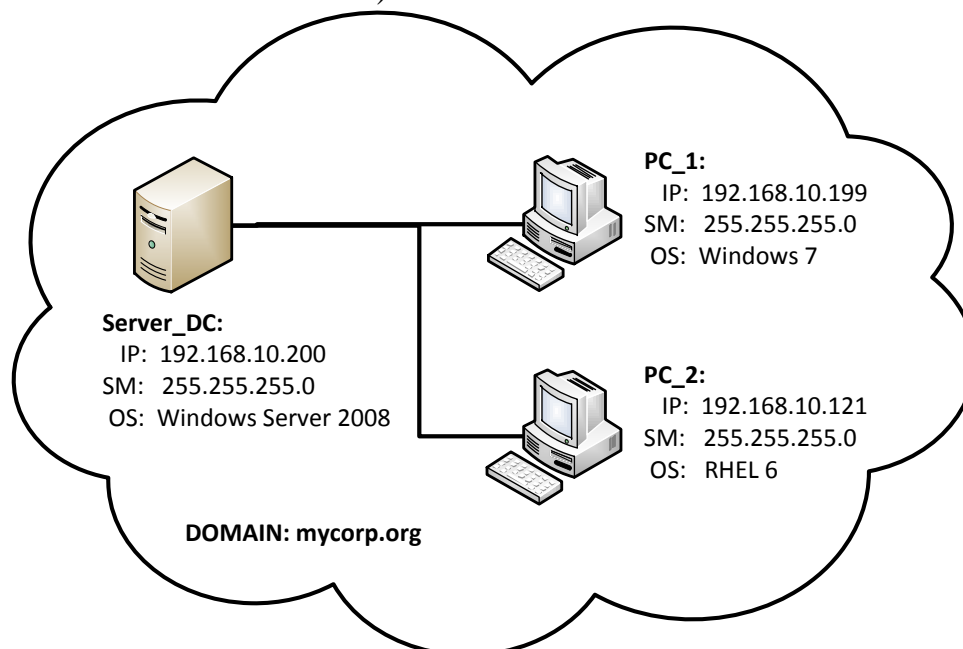 PC_1:
IP: 192.168.10.199
SM: 255.255.255.0
OS: Windows 7
Server_DC:
IP: 192.168.10.200
SM: 255.255.255.0
OS: Windows Server 2008
PC_2:
IP: 192.168.10.121
SM: 255.255.255.0
OS: RHEL 6
DOMAIN: mycorp.org